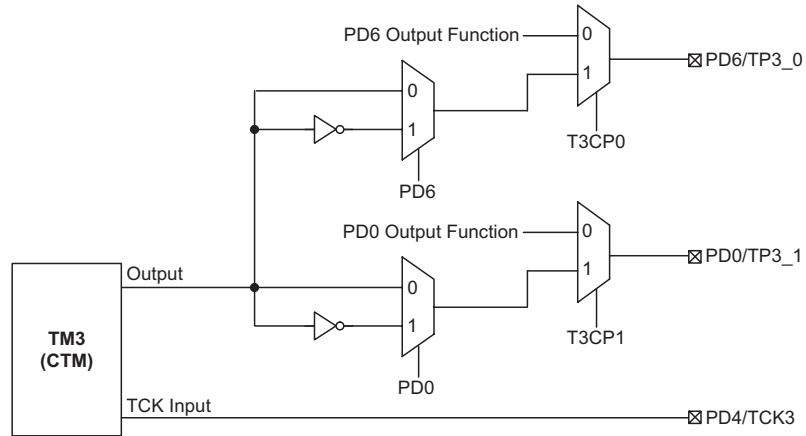 PD6 Output Function
0
1
PD6/TP3_0
T3CP0
0
1
PD6
PD0 Output Function
0
1
PD0/TP3_1
T3CP1
Output
0
1
PD0
TM3
(CTM)
TCK Input
PD4/TCK3